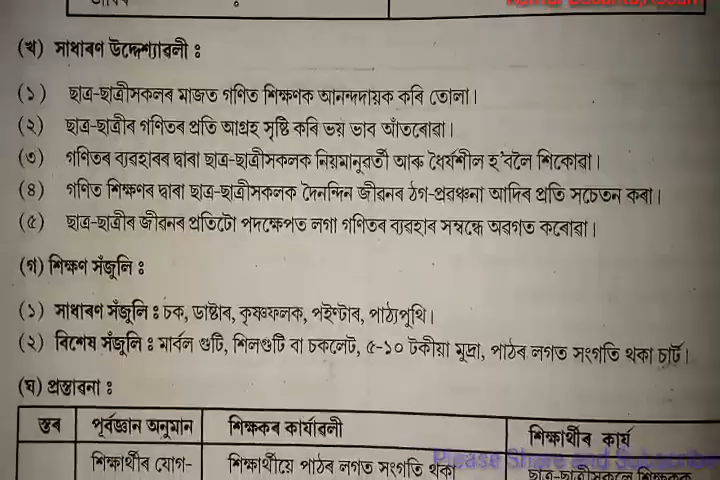 (খ) সাধাৰণ উদ্দেশ্যাৱলী :
(১) ছাত্ৰ-ছাত্ৰীসকলৰ মাজত গণিত শিক্ষণক আনন্দদায়ক কৰি তোলা।
(২) ছাত্ৰ-ছাত্ৰীৰ গণিতৰ প্ৰতি আগ্ৰহ সৃষ্টি কৰি ভয় ভাব আঁতৰোৱা।
(৩) গণিতৰ ব্যৱহাৰৰ দ্বাৰা ছাত্ৰ-ছাত্ৰীসকলক নিয়মানুৱৰ্তী আৰু ধৈৰ্যশীল হ'বলৈ শিকোৱা।
(৪) গণিত শিক্ষণৰ দ্বাৰা ছাত্ৰ-ছাত্ৰীসকলক দৈনন্দিন জীৱনৰ ঠগ-প্ৰৱঞ্চনা আদিৰ প্ৰতি সচেতন কৰা।
(৫) ছাত্ৰ-ছাত্ৰীৰ জীৱনৰ প্ৰতিটো পদক্ষেপত লগা গণিতৰ ব্যৱহাৰ সম্বন্ধে অৱগত কৰোৱা।
(গ) শিক্ষণ সঁজুলি :
(১) সাধাৰণ সঁজুলি : চক, ডাষ্টাৰ, কৃষ্ণফলক, পইণ্টাৰ, পাঠ্যপুথি।
(২) বিশেষ সঁজুলি : মাৰ্বল গুটি, শিলগুটি বা চকলেট, ৫-১০ টকীয়া মুদ্ৰা, পাঠৰ লগত সংগতি থকা চাৰ্ট।
(ঘ) প্ৰস্তাৱনা :
স্তৰ পূৰ্বজ্ঞান অনুমান শিক্ষকৰ কাৰ্যাৱলী শিক্ষাৰ্থীৰ কাৰ্য
শিক্ষাৰ্থীৰ যোগ- শিক্ষাৰ্থীয়ে পাঠৰ লগত সংগতি থকা
Please Share and Subscribe
ছাত্ৰ-ছাত্ৰীসকলে শিক্ষকক